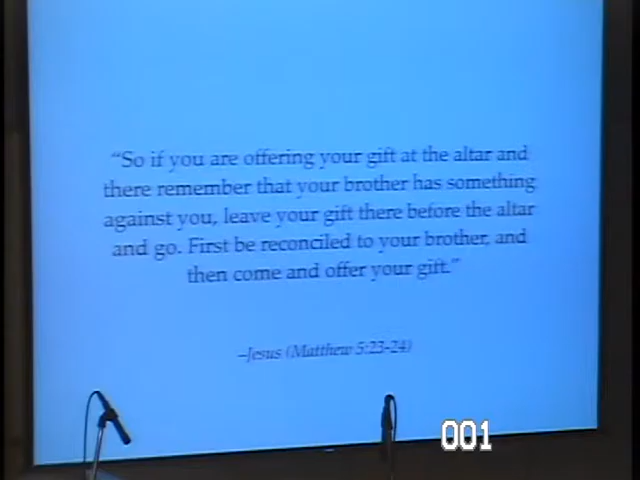 “So if you are offering your gift at the altar and
there remember that your brother has something
against you, leave your gift there before the altar
and go. First be reconciled to your brother, and
then come and offer your gift.”
–Jesus (Matthew 5:23-24)
001